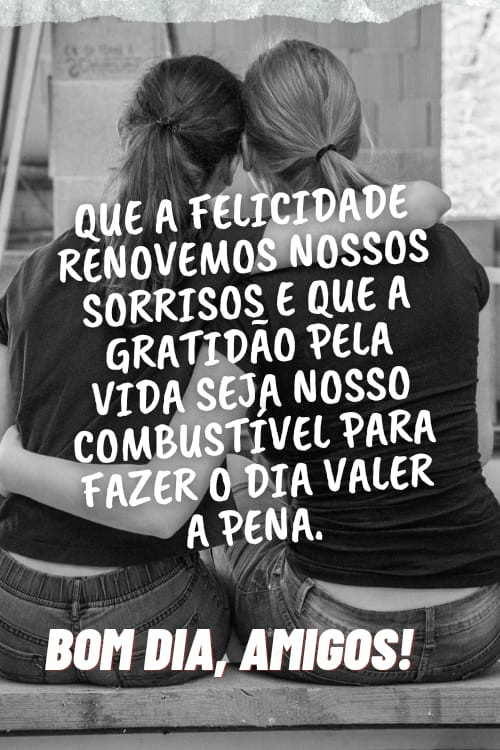 QUE A FELICIDADE
RENOVEMOS NOSSOS
SORRISOS E QUE A
GRATIDÃO PELA
VIDA SEJA NOSSO
COMBUSTÍVEL PARA
FAZER O DIA VALER
A PENA.
BOM DIA, AMIGOS!